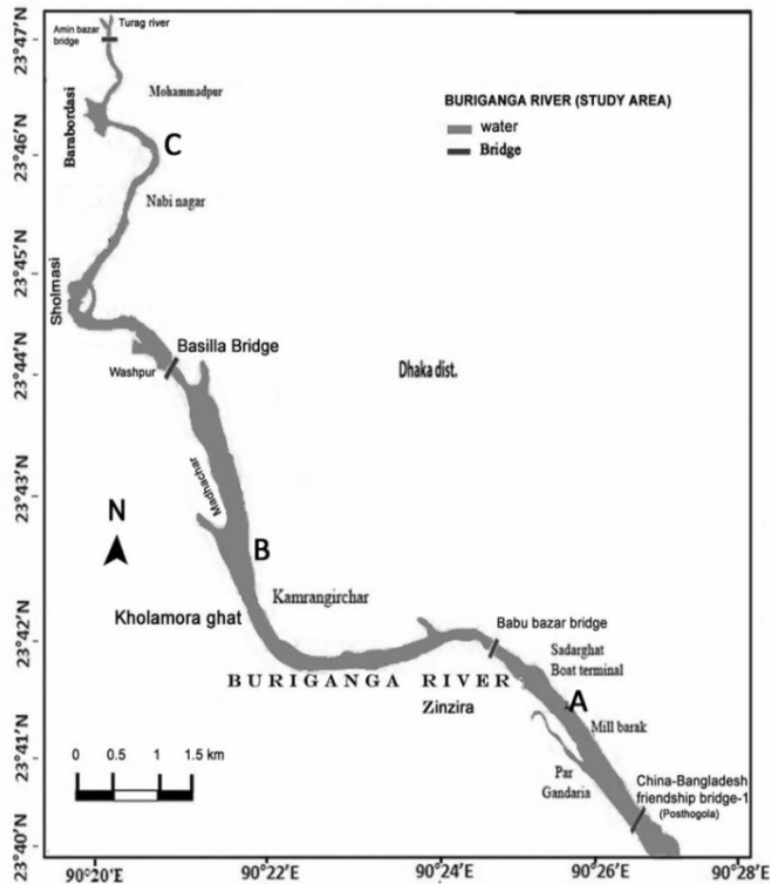 23°47'N
Amin bazar
bridge
Turag river
Mohammadpur
Barabordasi
BURIGANGA RIVER (STUDY AREA)
water
Bridge
23°46'N
C
Nabi nagar
23°45'N
Sholmasi
23°44'N
Basilla Bridge
Washpur
Dhaka dist.
23°43'N
Madhachar
N
B
Kamrangirchar
Kholamora ghat
23°42'N
Babu bazar bridge
Sadarghat
Boat terminal
BURIGANGA RIVER
Zinzira
A
Mill barak
23°41'N
0 0.5 1 1.5 km
Par
Gandaria
China-Bangladesh
friendship bridge-1
(Posthogola)
23°40'N
90°20'E 90°22'E 90°24'E 90°26'E 90°28'E